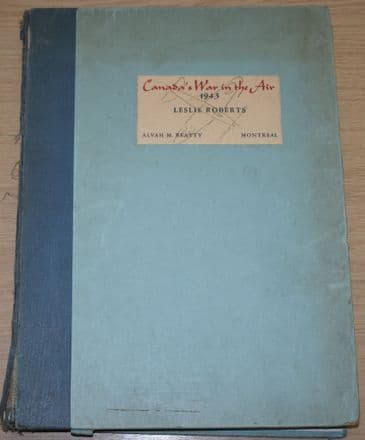 Canada's War in the Air
1943
LESLIE ROBERTS
ALVAH M. BEATTY MONTREAL